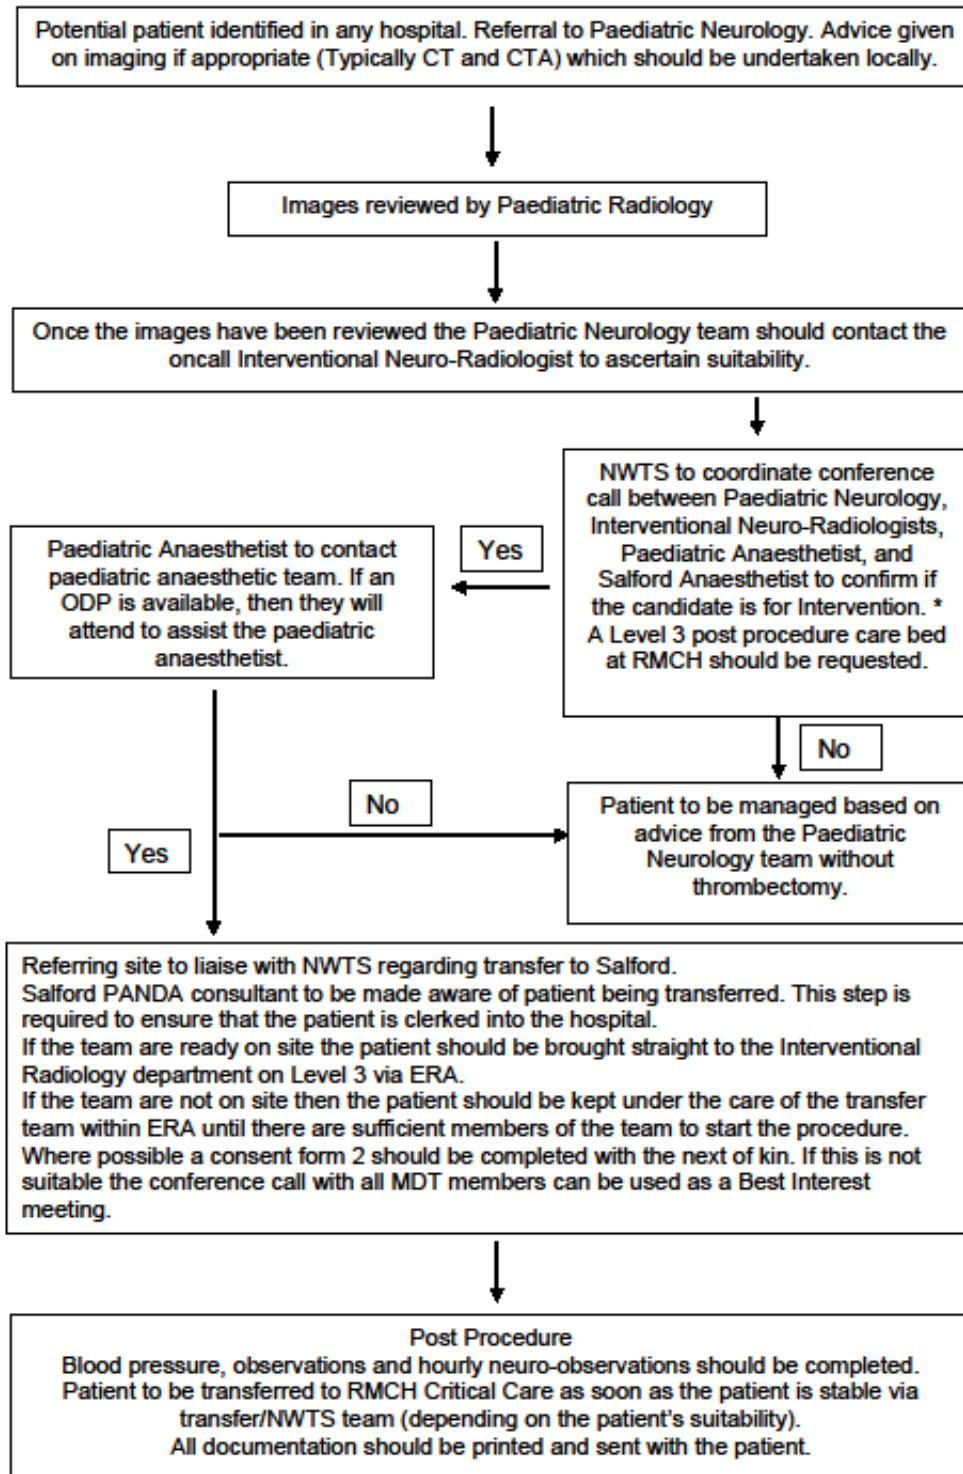 Potential patient identified in any hospital. Referral to Paediatric Neurology. Advice given
on imaging if appropriate (Typically CT and CTA) which should be undertaken locally.
Images reviewed by Paediatric Radiology
Once the images have been reviewed the Paediatric Neurology team should contact the
oncall Interventional Neuro-Radiologist to ascertain suitability.
NWTS to coordinate conference
call between Paediatric Neurology,
Interventional Neuro-Radiologists,
Paediatric Anaesthetist, and
Salford Anaesthetist to confirm if
the candidate is for Intervention. *
A Level 3 post procedure care bed
at RMCH should be requested.
Yes
Paediatric Anaesthetist to contact
paediatric anaesthetic team. If an
ODP is available, then they will
attend to assist the paediatric
anaesthetist.
No
No
Patient to be managed based on
advice from the Paediatric
Neurology team without
thrombectomy.
Yes
Referring site to liaise with NWTS regarding transfer to Salford.
Salford PANDA consultant to be made aware of patient being transferred. This step is
required to ensure that the patient is clerked into the hospital.
If the team are ready on site the patient should be brought straight to the Interventional
Radiology department on Level 3 via ERA.
If the team are not on site then the patient should be kept under the care of the transfer
team within ERA until there are sufficient members of the team to start the procedure.
Where possible a consent form 2 should be completed with the next of kin. If this is not
suitable the conference call with all MDT members can be used as a Best Interest
meeting.
Post Procedure
Blood pressure, observations and hourly neuro-observations should be completed.
Patient to be transferred to RMCH Critical Care as soon as the patient is stable via
transfer/NWTS team (depending on the patient's suitability).
All documentation should be printed and sent with the patient.